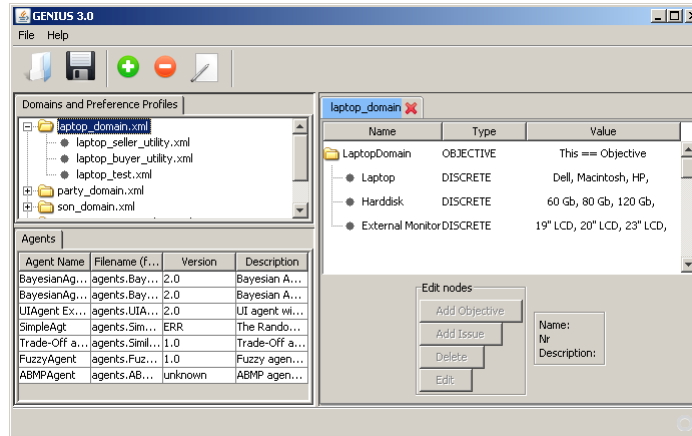 GENIUS 3.0
File Help
Domains and Preference Profiles
laptop_domain.xml
laptop_seller_utility.xml
laptop_buyer_utility.xml
laptop_test.xml
party_domain.xml
son_domain.xml
Agents
Agent Name Filename (f... Version Description
BayesianAg... agents.Bay... 2.0 Bayesian A...
BayesianAg... agents.Bay... 2.0 Bayesian A...
UIAgent Ex... agents.UIA... 2.0 UI agent wi...
SimpleAgt agents.Sim... ERR The Rando...
Trade-Off a... agents.Simil... 1.0 Trade-Off a...
FuzzyAgent agents.Fuz... 1.0 Fuzzy agen...
ABMPAgent agents.AB... unknown ABMP agen...
laptop_domain
Name Type Value
LaptopDomain OBJECTIVE This == Objective
Laptop DISCRETE Dell, Macintosh, HP,
Harddisk DISCRETE 60 Gb, 80 Gb, 120 Gb,
External Monitor DISCRETE 19" LCD, 20" LCD, 23" LCD,
Edit nodes
Add Objective
Add Issue
Delete
Edit
Name:
Nr
Description: